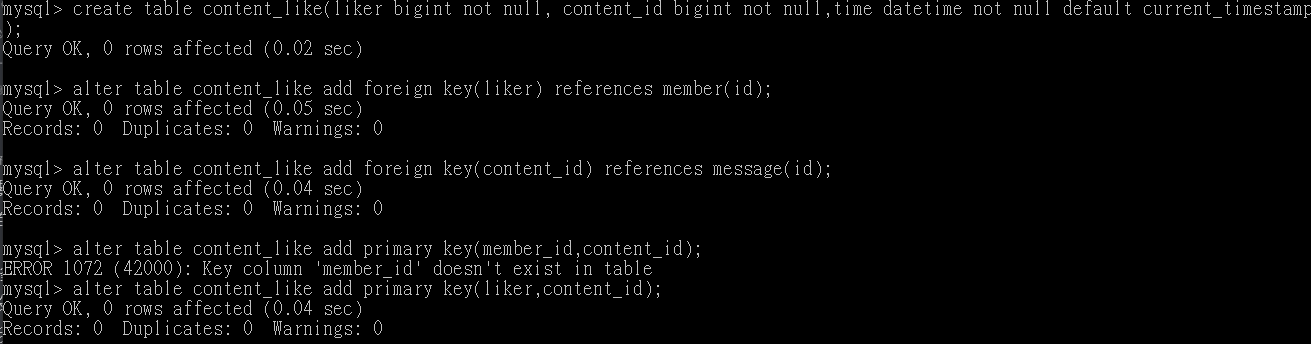 mysql> create table content_like(liker bigint not null, content_id bigint not null,time datetime not null default current_timestamp
);
Query OK, 0 rows affected (0.02 sec)
mysql> alter table content_like add foreign key(liker) references member(id);
Query OK, 0 rows affected (0.05 sec)
Records: 0  Duplicates: 0  Warnings: 0
mysql> alter table content_like add foreign key(content_id) references message(id);
Query OK, 0 rows affected (0.04 sec)
Records: 0  Duplicates: 0  Warnings: 0
mysql> alter table content_like add primary key(member_id,content_id);
ERROR 1072 (42000): Key column 'member_id' doesn't exist in table
mysql> alter table content_like add primary key(liker,content_id);
Query OK, 0 rows affected (0.04 sec)
Records: 0  Duplicates: 0  Warnings: 0